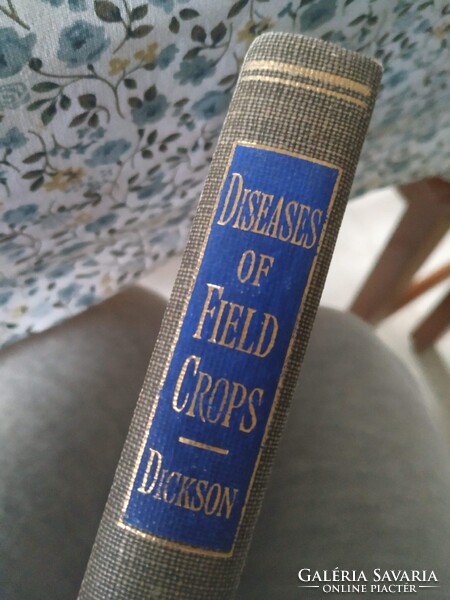 DISEASES
OF
FIELD
CROPS
DICKSON
GALÉRIA SAVARIA
ONLINE PIACTÉR